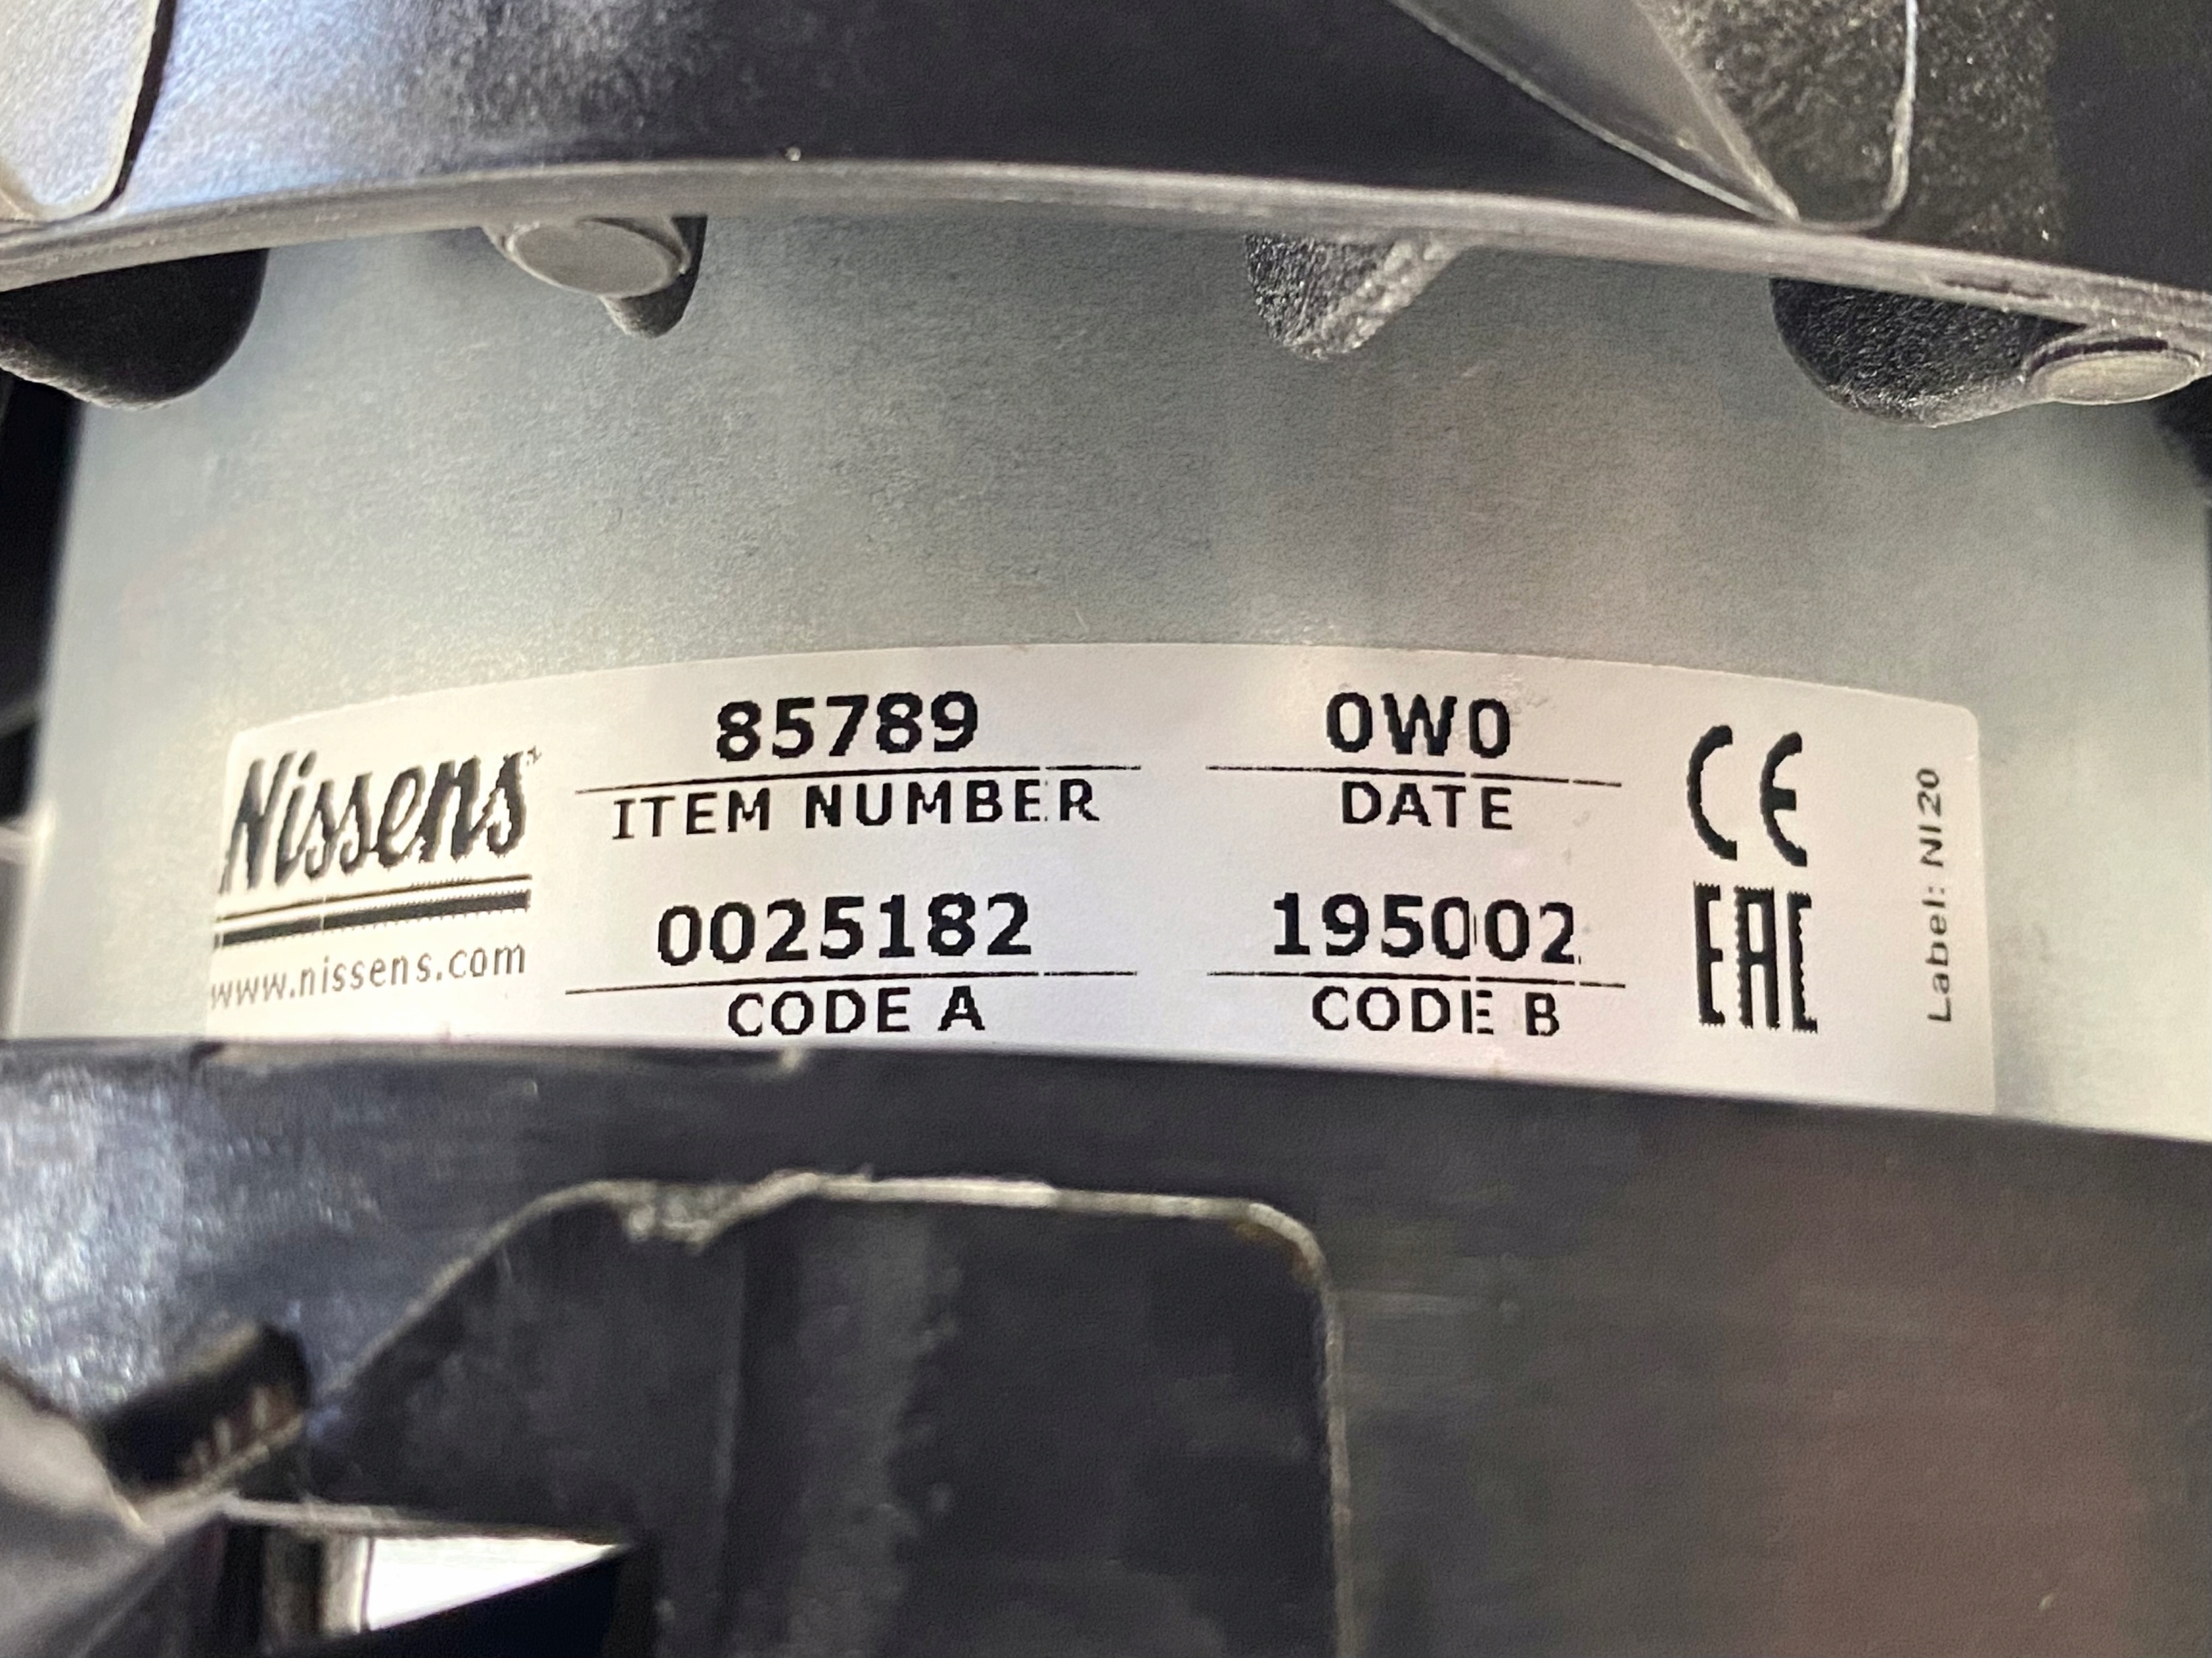 Nissens
www.nissens.com
85789
ITEM NUMBER
0025182
CODE A
0W0
DATE
195002
CODE B
CE
EAC
Label: NI20